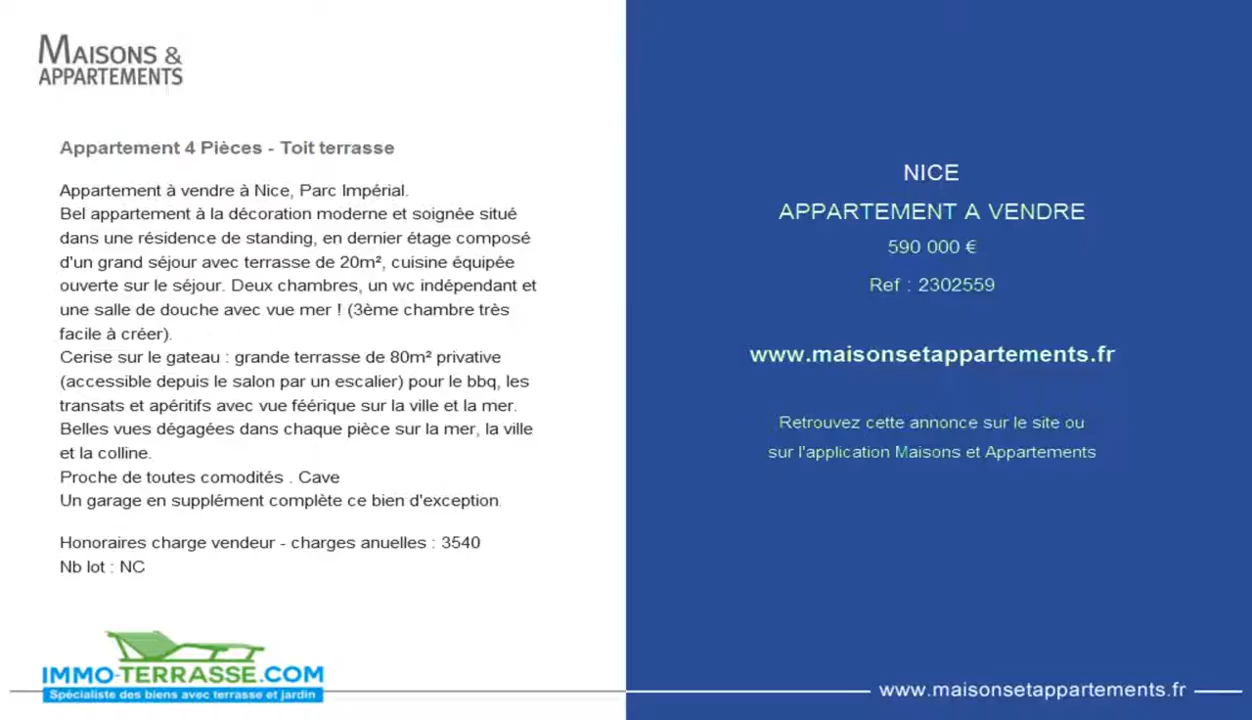 MAISONS &
APPARTEMENTS
Appartement 4 Pièces - Toit terrasse
Appartement à vendre à Nice, Parc Impérial.
Bel appartement à la décoration moderne et soignée situé
dans une résidence de standing, en dernier étage composé
d'un grand séjour avec terrasse de 20m², cuisine équipée
ouverte sur le séjour. Deux chambres, un wc indépendant et
une salle de douche avec vue mer ! (3ème chambre très
facile à créer).
Cerise sur le gateau : grande terrasse de 80m² privative
(accessible depuis le salon par un escalier) pour le bbq, les
transats et apéritifs avec vue féérique sur la ville et la mer.
Belles vues dégagées dans chaque pièce sur la mer, la ville
et la colline.
Proche de toutes comodités . Cave
Un garage en supplément complète ce bien d'exception.
Honoraires charge vendeur - charges anuelles : 3540
Nb lot : NC
IMMO-TERRASSE.COM
Spécialiste des biens avec terrasse et jardin
NICE
APPARTEMENT A VENDRE
590 000 €
Ref : 2302559
www.maisonsetappartements.fr
Retrouvez cette annonce sur le site ou
sur l'application Maisons et Appartements
www.maisonsetappartements.fr